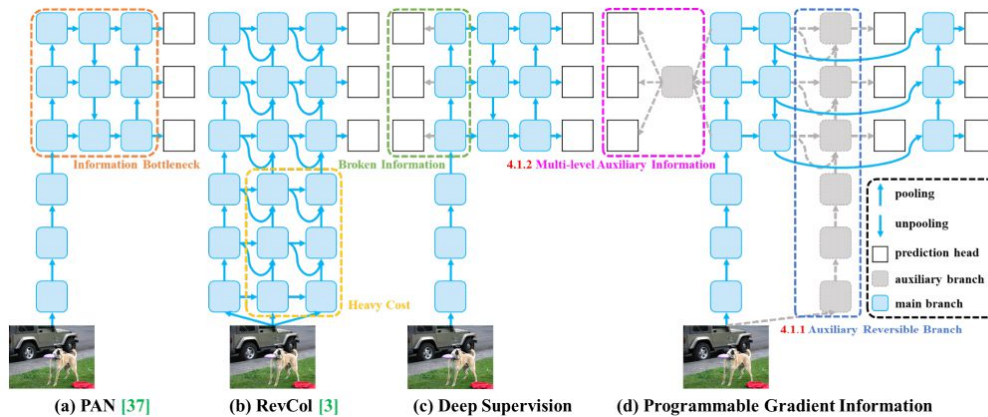 Information Bottleneck
Broken Information
4.1.2 Multi-level Auxiliary Information
Heavy Cost
pooling
unpooling
prediction head
auxiliary branch
main branch
4.1.1 Auxiliary Reversible Branch
(a) PAN [37]
(b) RevCol [3]
(c) Deep Supervision
(d) Programmable Gradient Information